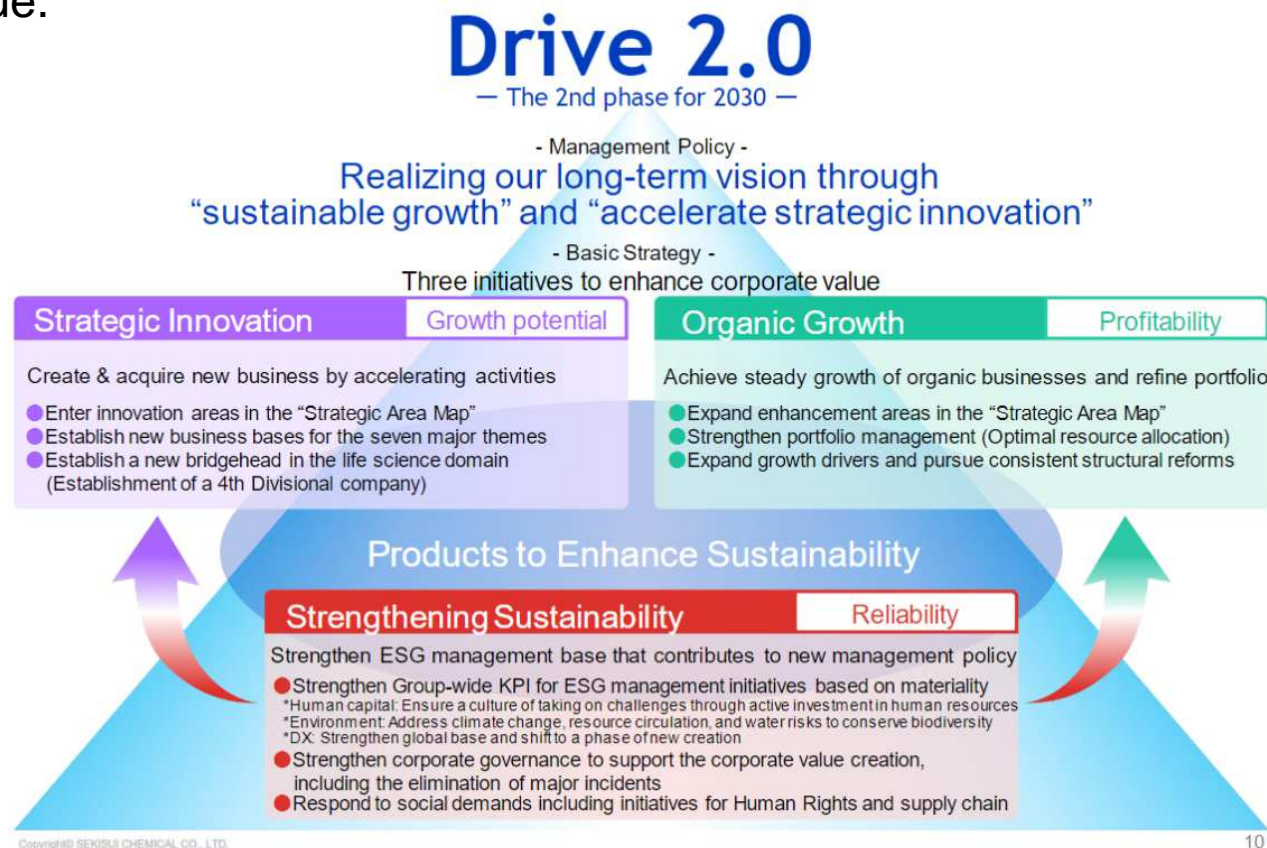 Drive 2.0
— The 2nd phase for 2030 —
- Management Policy -
Realizing our long-term vision through
“sustainable growth” and “accelerate strategic innovation”
- Basic Strategy -
Three initiatives to enhance corporate value
Strategic Innovation
Growth potential
Create & acquire new business by accelerating activities
●Enter innovation areas in the “Strategic Area Map”
●Establish new business bases for the seven major themes
●Establish a new bridgehead in the life science domain
(Establishment of a 4th Divisional company)
Organic Growth
Profitability
Achieve steady growth of organic businesses and refine portfolio
●Expand enhancement areas in the “Strategic Area Map”
●Strengthen portfolio management (Optimal resource allocation)
●Expand growth drivers and pursue consistent structural reforms
Products to Enhance Sustainability
Strengthening Sustainability
Reliability
Strengthen ESG management base that contributes to new management policy
●Strengthen Group-wide KPI for ESG management initiatives based on materiality
*Human capital: Ensure a culture of taking on challenges through active investment in human resources
*Environment: Address climate change, resource circulation, and water risks to conserve biodiversity
*DX: Strengthen global base and shift to a phase of new creation
●Strengthen corporate governance to support the corporate value creation,
including the elimination of major incidents
●Respond to social demands including initiatives for Human Rights and supply chain
Copyright© SEKISUI CHEMICAL CO., LTD.
10